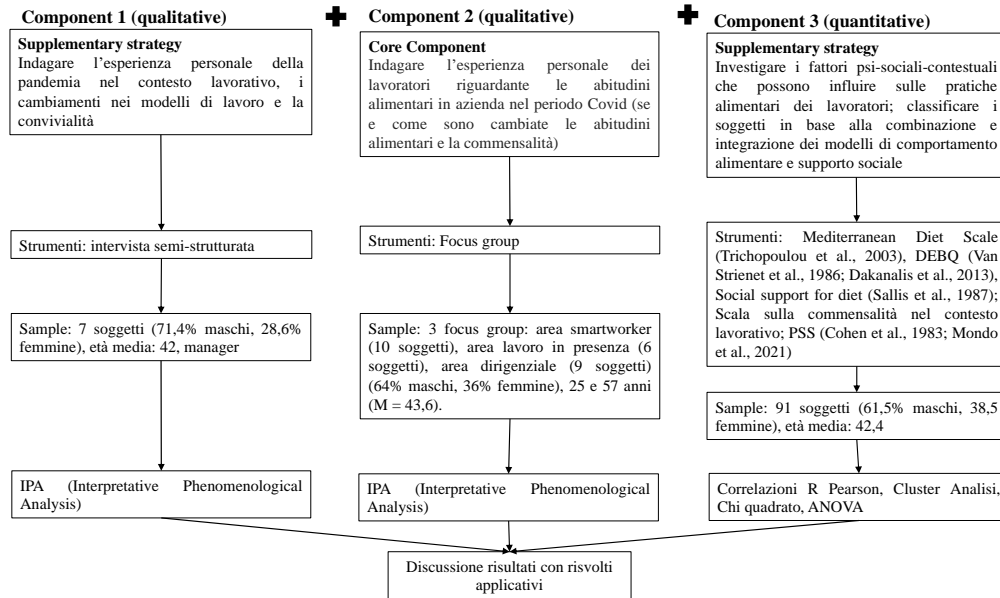 Component 1 (qualitative)
Supplementary strategy
Indagare l'esperienza personale della
pandemia nel contesto lavorativo, i
cambiamenti nei modelli di lavoro e la
convivialità
Strumenti: intervista semi-strutturata
Sample: 7 soggetti (71,4% maschi, 28,6%
femmine), età media: 42, manager
IPA (Interpretative Phenomenological
Analysis)
Component 2 (qualitative)
Core Component
Indagare l'esperienza personale dei
lavoratori riguardante le abitudini
alimentari in azienda nel periodo Covid (se
e come sono cambiate le abitudini
alimentari e la commensalità)
Strumenti: Focus group
Sample: 3 focus group: area smartworker
(10 soggetti), area lavoro in presenza (6
soggetti), area dirigenziale (9 soggetti)
(64% maschi, 36% femmine), 25 e 57 anni
(M = 43,6).
IPA (Interpretative Phenomenological
Analysis)
Component 3 (quantitative)
Supplementary strategy
Investigare i fattori psi-sociali-contestuali
che possono influire sulle pratiche
alimentari dei lavoratori; classificare i
soggetti in base alla combinazione e
integrazione dei modelli di comportamento
alimentare e supporto sociale
Strumenti: Mediterranean Diet Scale
(Trichopoulou et al., 2003), DEBQ (Van
Strienet et al., 1986; Dakanalis et al., 2013),
Social support for diet (Sallis et al., 1987);
Scala sulla commensalità nel contesto
lavorativo; PSS (Cohen et al., 1983; Mondo
et al., 2021)
Sample: 91 soggetti (61,5% maschi, 38,5
femmine), età media: 42,4
Correlazioni R Pearson, Cluster Analisi,
Chi quadrato, ANOVA
Discussione risultati con risvolti
applicativi